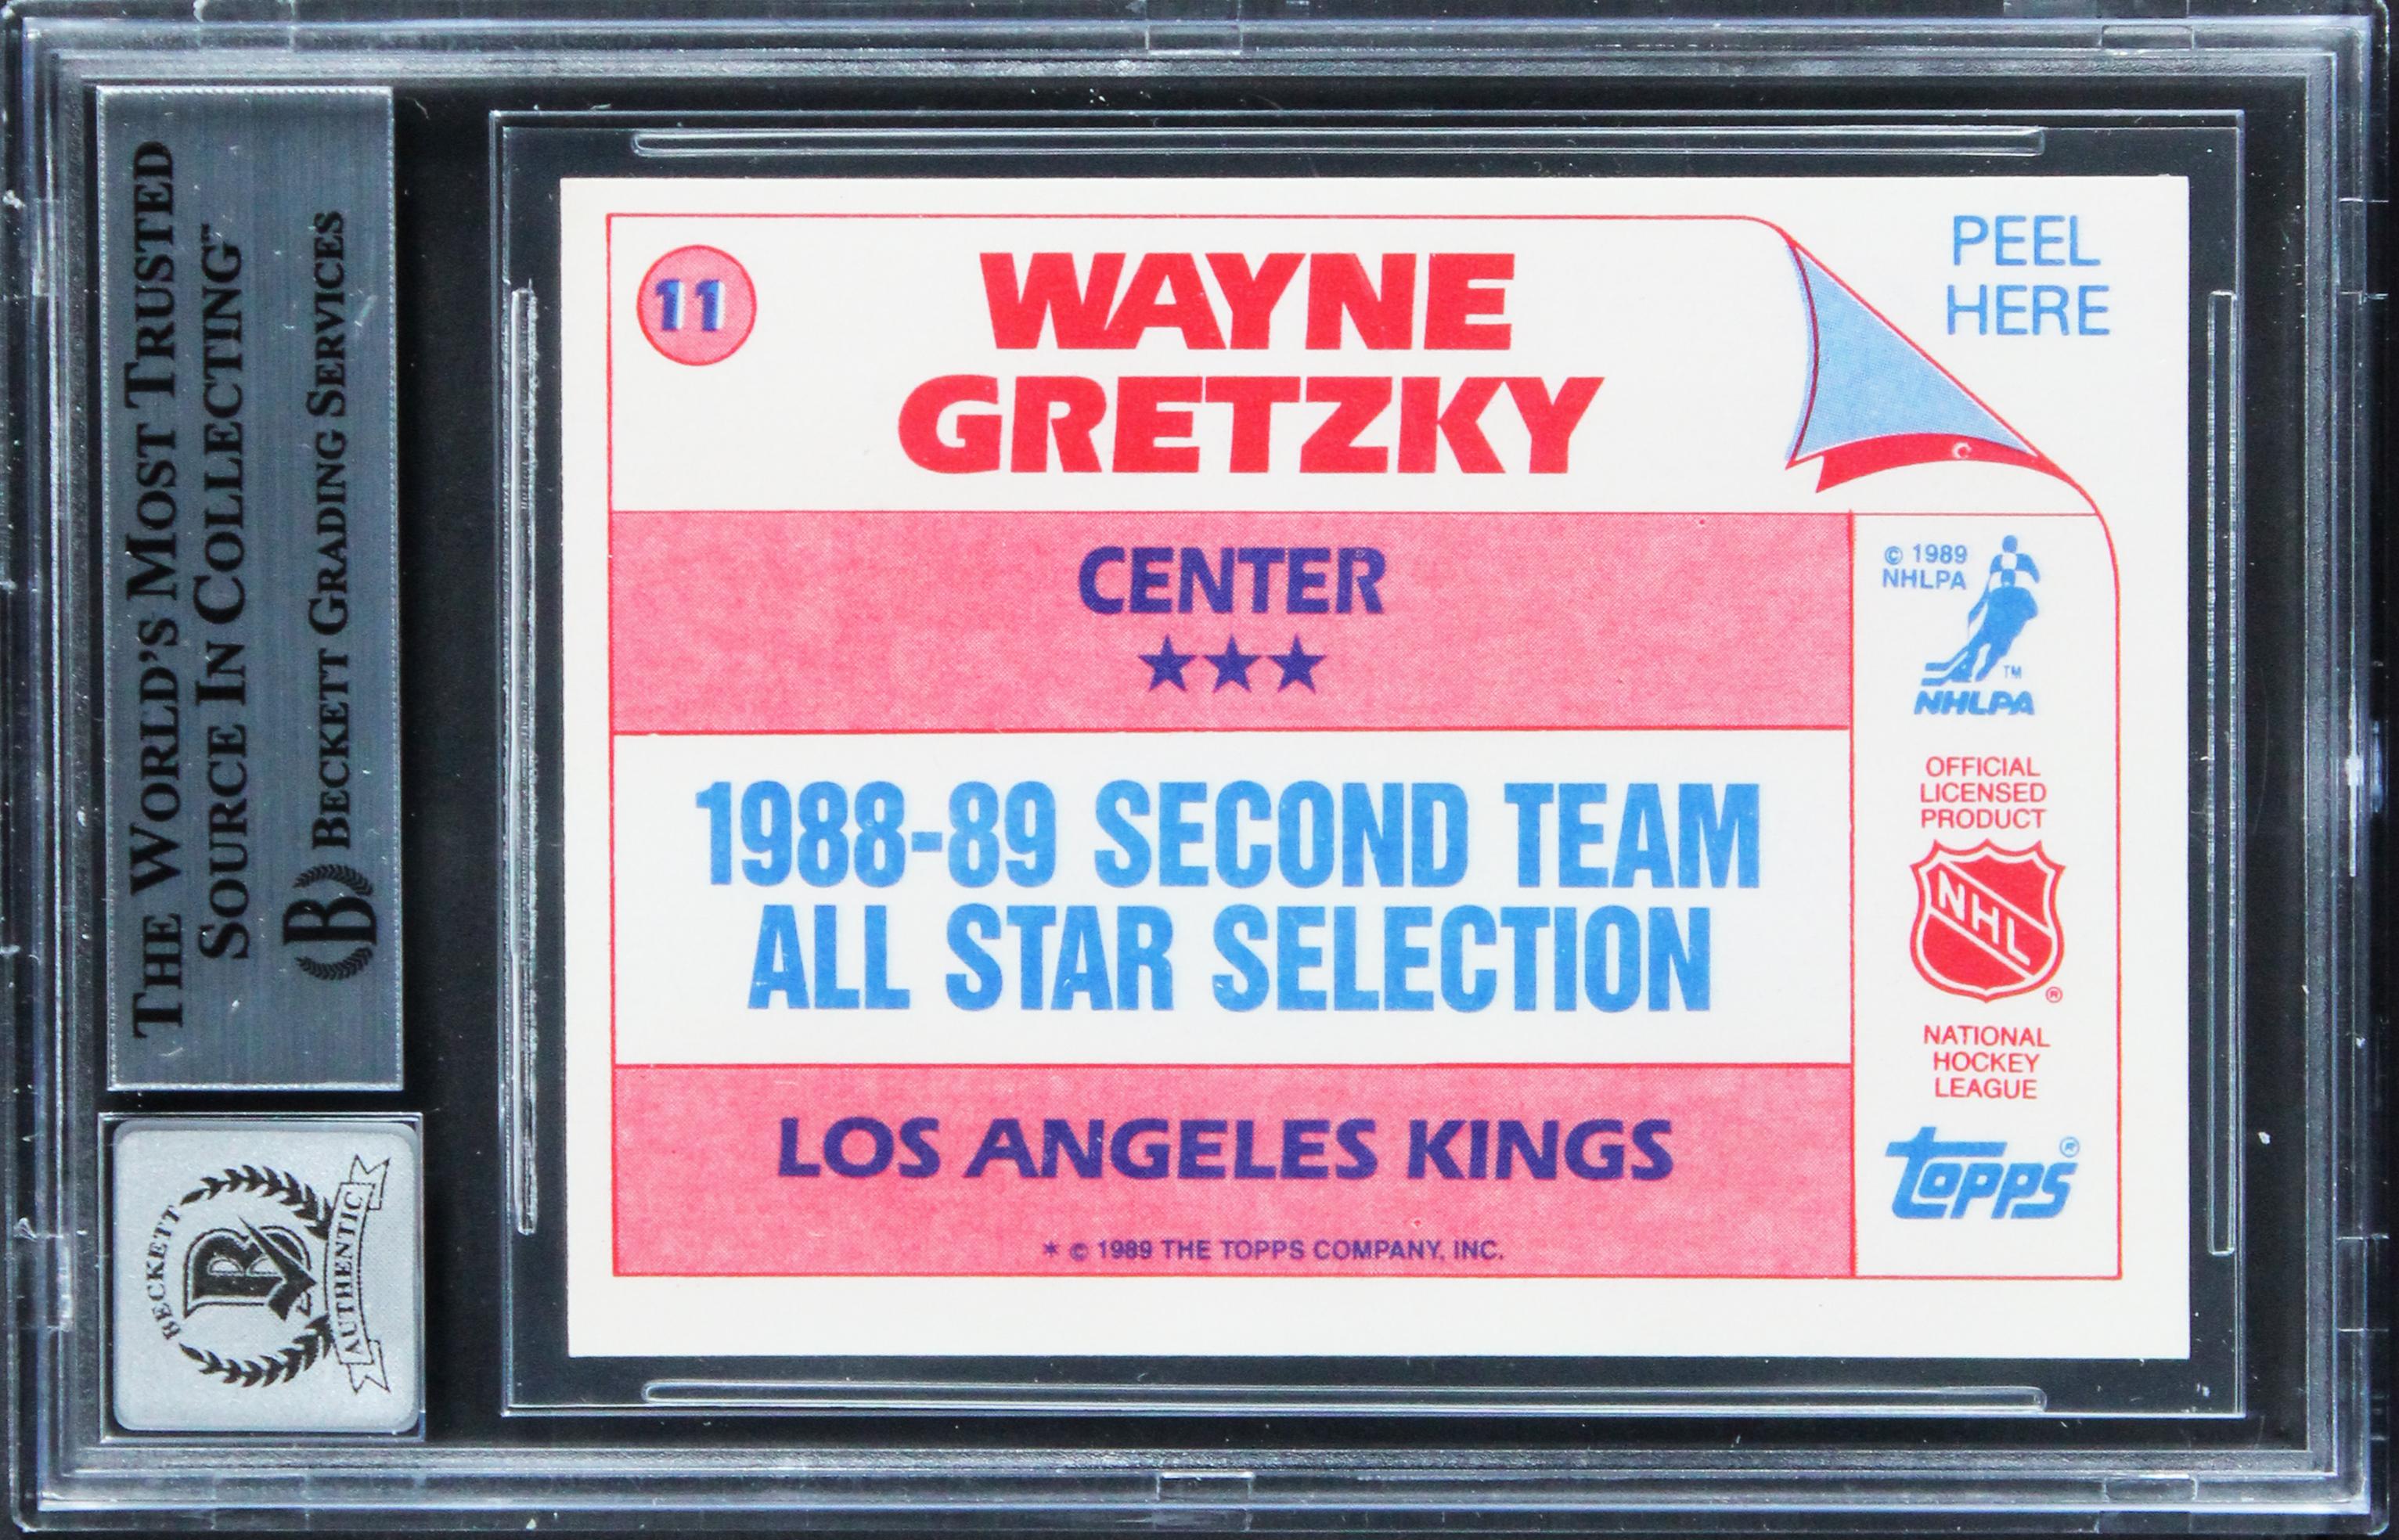 THE WORLD'S MOST TRUSTED
SOURCE IN COLLECTING™
BECKETT GRADING SERVICES
BECKETT
AUTHENTIC
11
WAYNE
GRETZKY
PEEL
HERE
CENTER
★★★
© 1989
NHLPA
TM
NHLPA
1988-89 SECOND TEAM
ALL STAR SELECTION
OFFICIAL
LICENSED
PRODUCT
NHL
®
NATIONAL
HOCKEY
LEAGUE
LOS ANGELES KINGS
topps®
* © 1989 THE TOPPS COMPANY, INC.